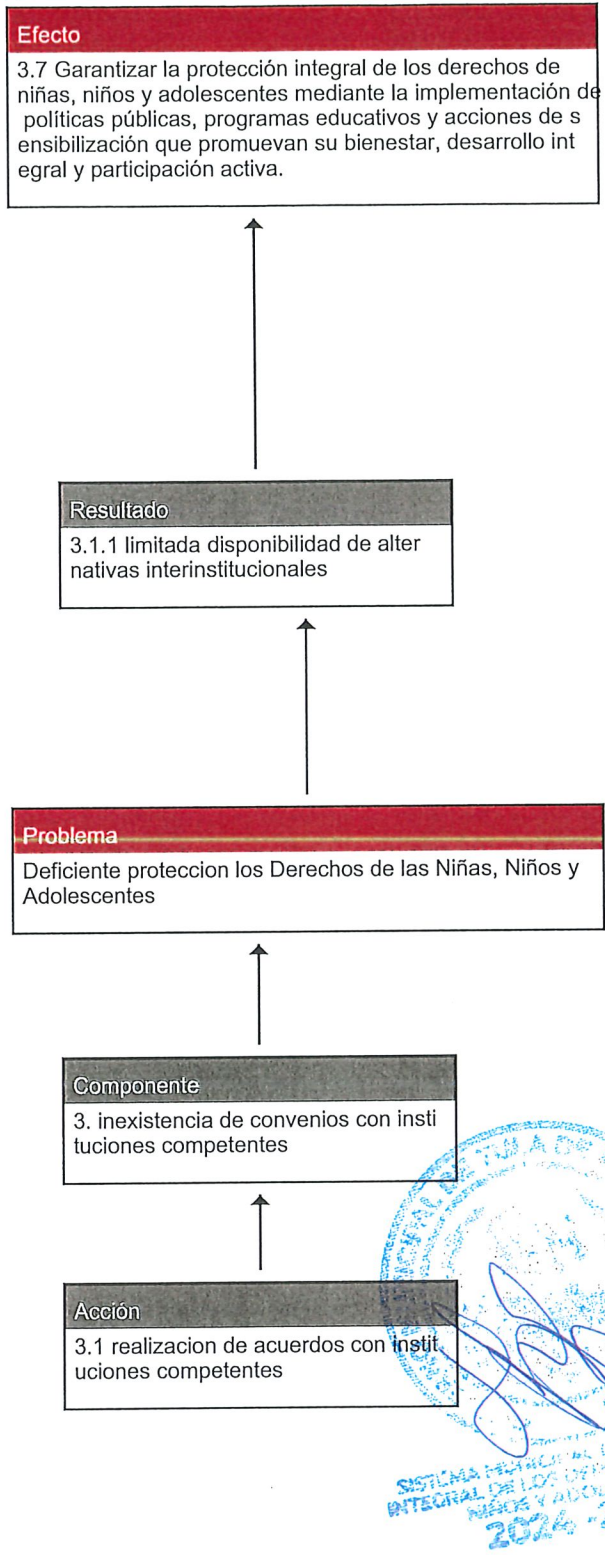 Efecto
3.7 Garantizar la protección integral de los derechos de
niñas, niños y adolescentes mediante la implementación de
políticas públicas, programas educativos y acciones de s
ensibilización que promuevan su bienestar, desarrollo int
egral y participación activa.
Resultado
3.1.1 limitada disponibilidad de alter
nativas interinstitucionales
Problema
Deficiente proteccion los Derechos de las Niñas, Niños y
Adolescentes
Componente
3. inexistencia de convenios con insti
tuciones competentes
Acción
3.1 realizacion de acuerdos con instit
uciones competentes
TULA DE
SISTEMA MUNICIPAL
INTEGRAL DE LOS
NIÑOS Y
2024 -